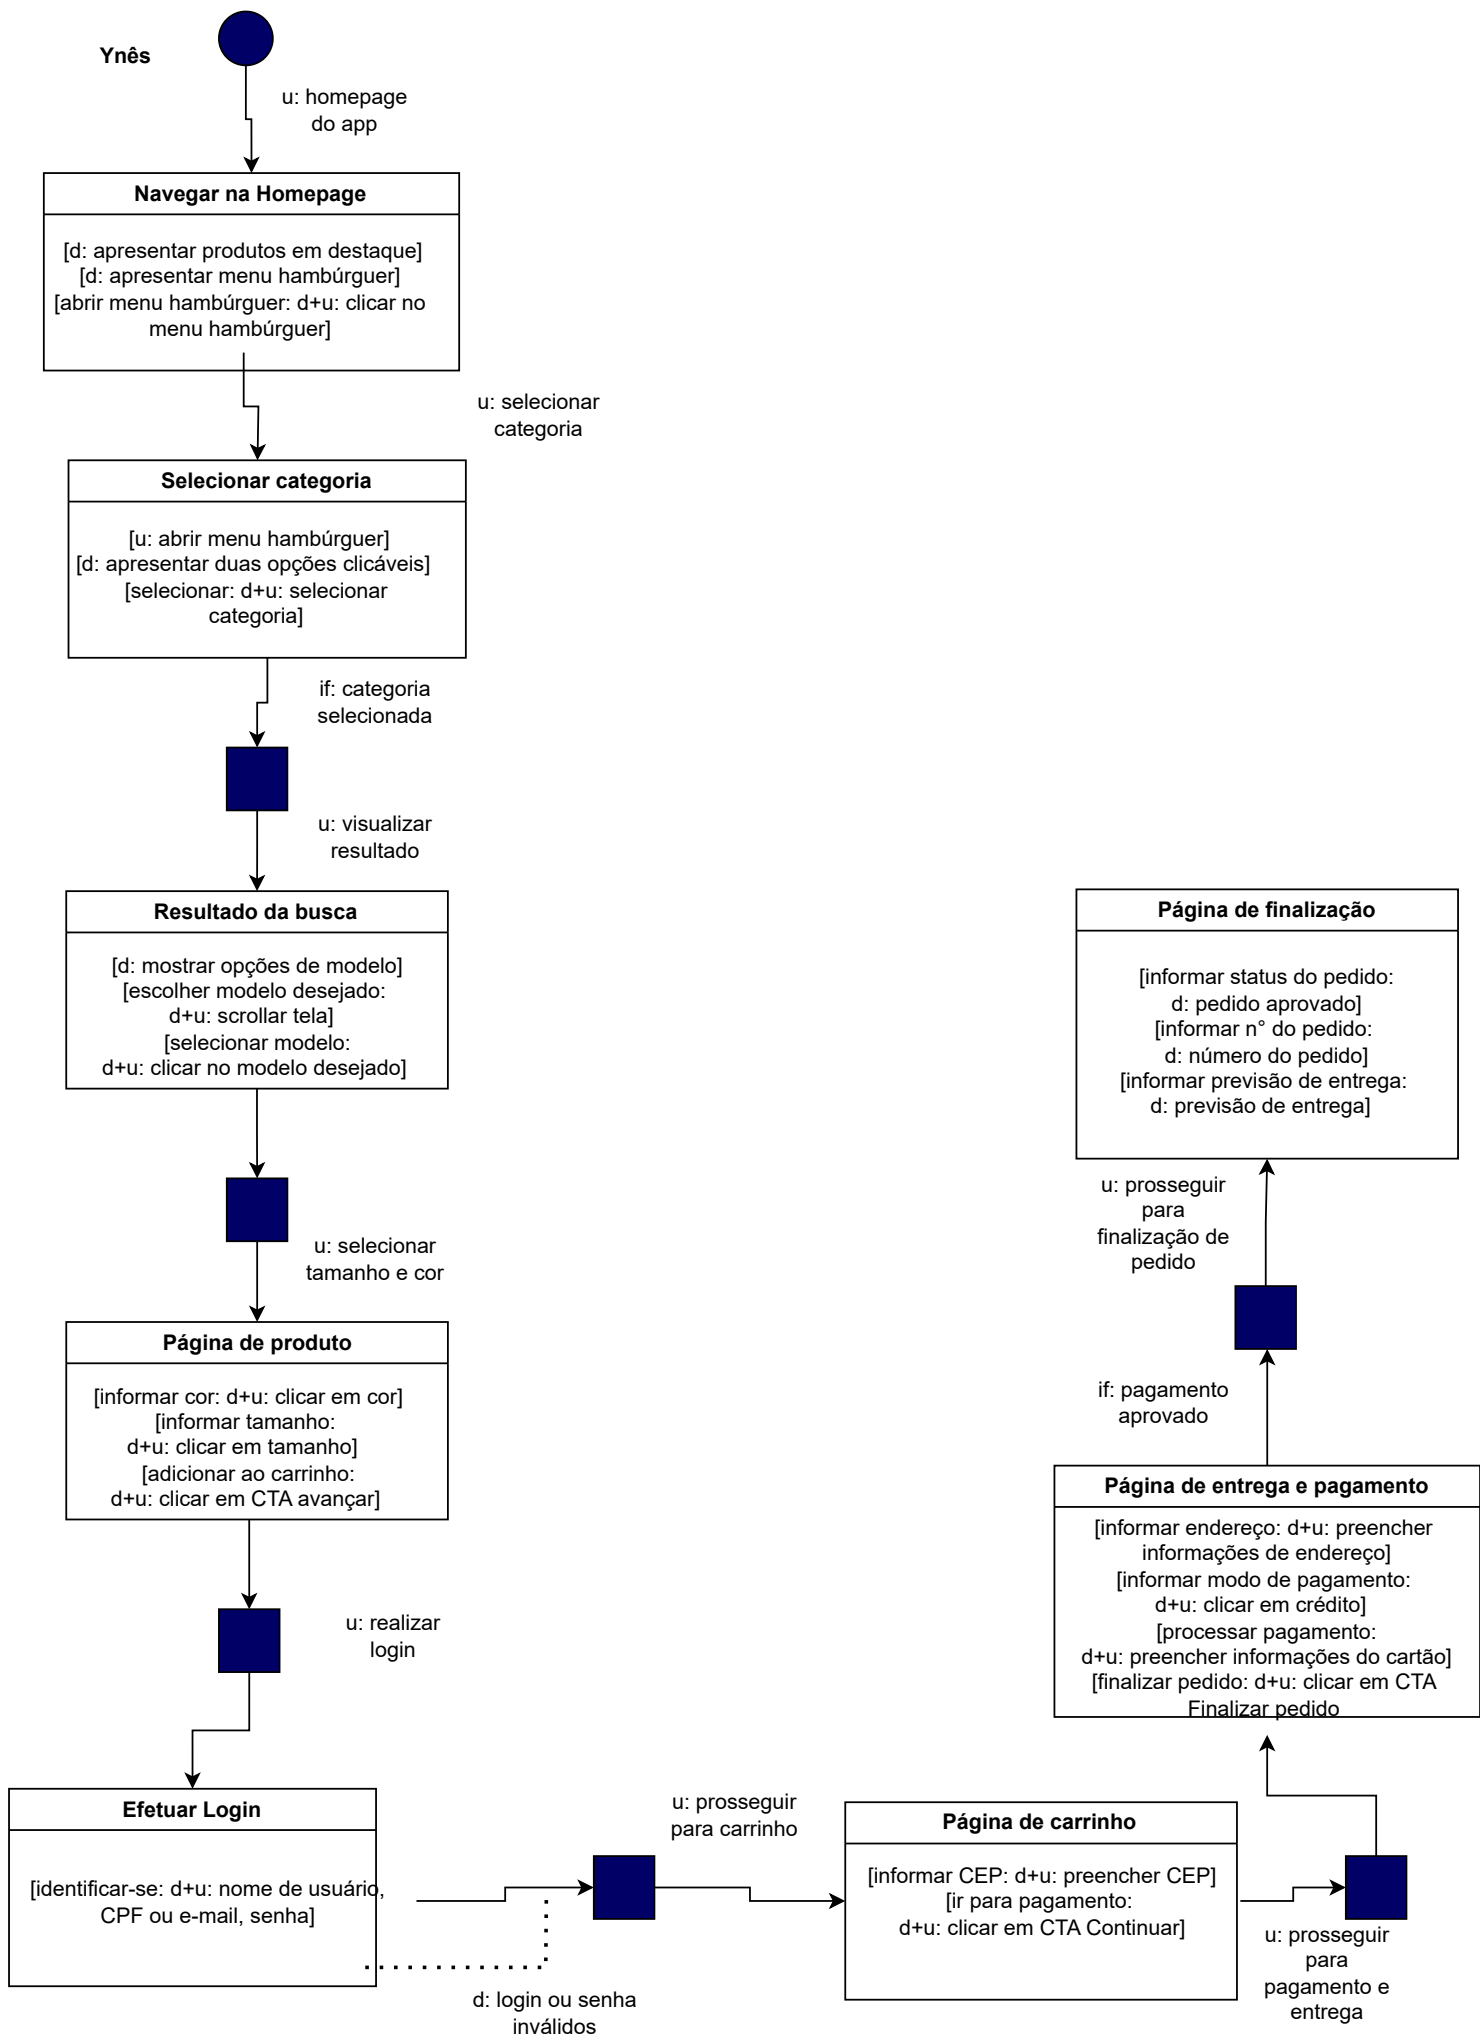 Ynês
u: homepage
do app
Navegar na Homepage
[d: apresentar produtos em destaque]
[d: apresentar menu hambúrguer]
[abrir menu hambúrguer: d+u: clicar no
menu hambúrguer]
u: selecionar
categoria
Selecionar categoria
[u: abrir menu hambúrguer]
[d: apresentar duas opções clicáveis]
[selecionar: d+u: selecionar
categoria]
if: categoria
selecionada
u: visualizar
resultado
Resultado da busca
[d: mostrar opções de modelo]
[escolher modelo desejado:
d+u: scrollar tela]
[selecionar modelo:
d+u: clicar no modelo desejado]
u: selecionar
tamanho e cor
Página de produto
[informar cor: d+u: clicar em cor]
[informar tamanho:
d+u: clicar em tamanho]
[adicionar ao carrinho:
d+u: clicar em CTA avançar]
u: realizar
login
Efetuar Login
[identificar-se: d+u: nome de usuário,
CPF ou e-mail, senha]
d: login ou senha
inválidos
u: prosseguir
para carrinho
Página de carrinho
[informar CEP: d+u: preencher CEP]
[ir para pagamento:
d+u: clicar em CTA Continuar]
u: prosseguir
para
pagamento e
entrega
Página de entrega e pagamento
[informar endereço: d+u: preencher
informações de endereço]
[informar modo de pagamento:
d+u: clicar em crédito]
[processar pagamento:
d+u: preencher informações do cartão]
[finalizar pedido: d+u: clicar em CTA
Finalizar pedido
if: pagamento
aprovado
u: prosseguir
para
finalização de
pedido
Página de finalização
[informar status do pedido:
d: pedido aprovado]
[informar n° do pedido:
d: número do pedido]
[informar previsão de entrega:
d: previsão de entrega]